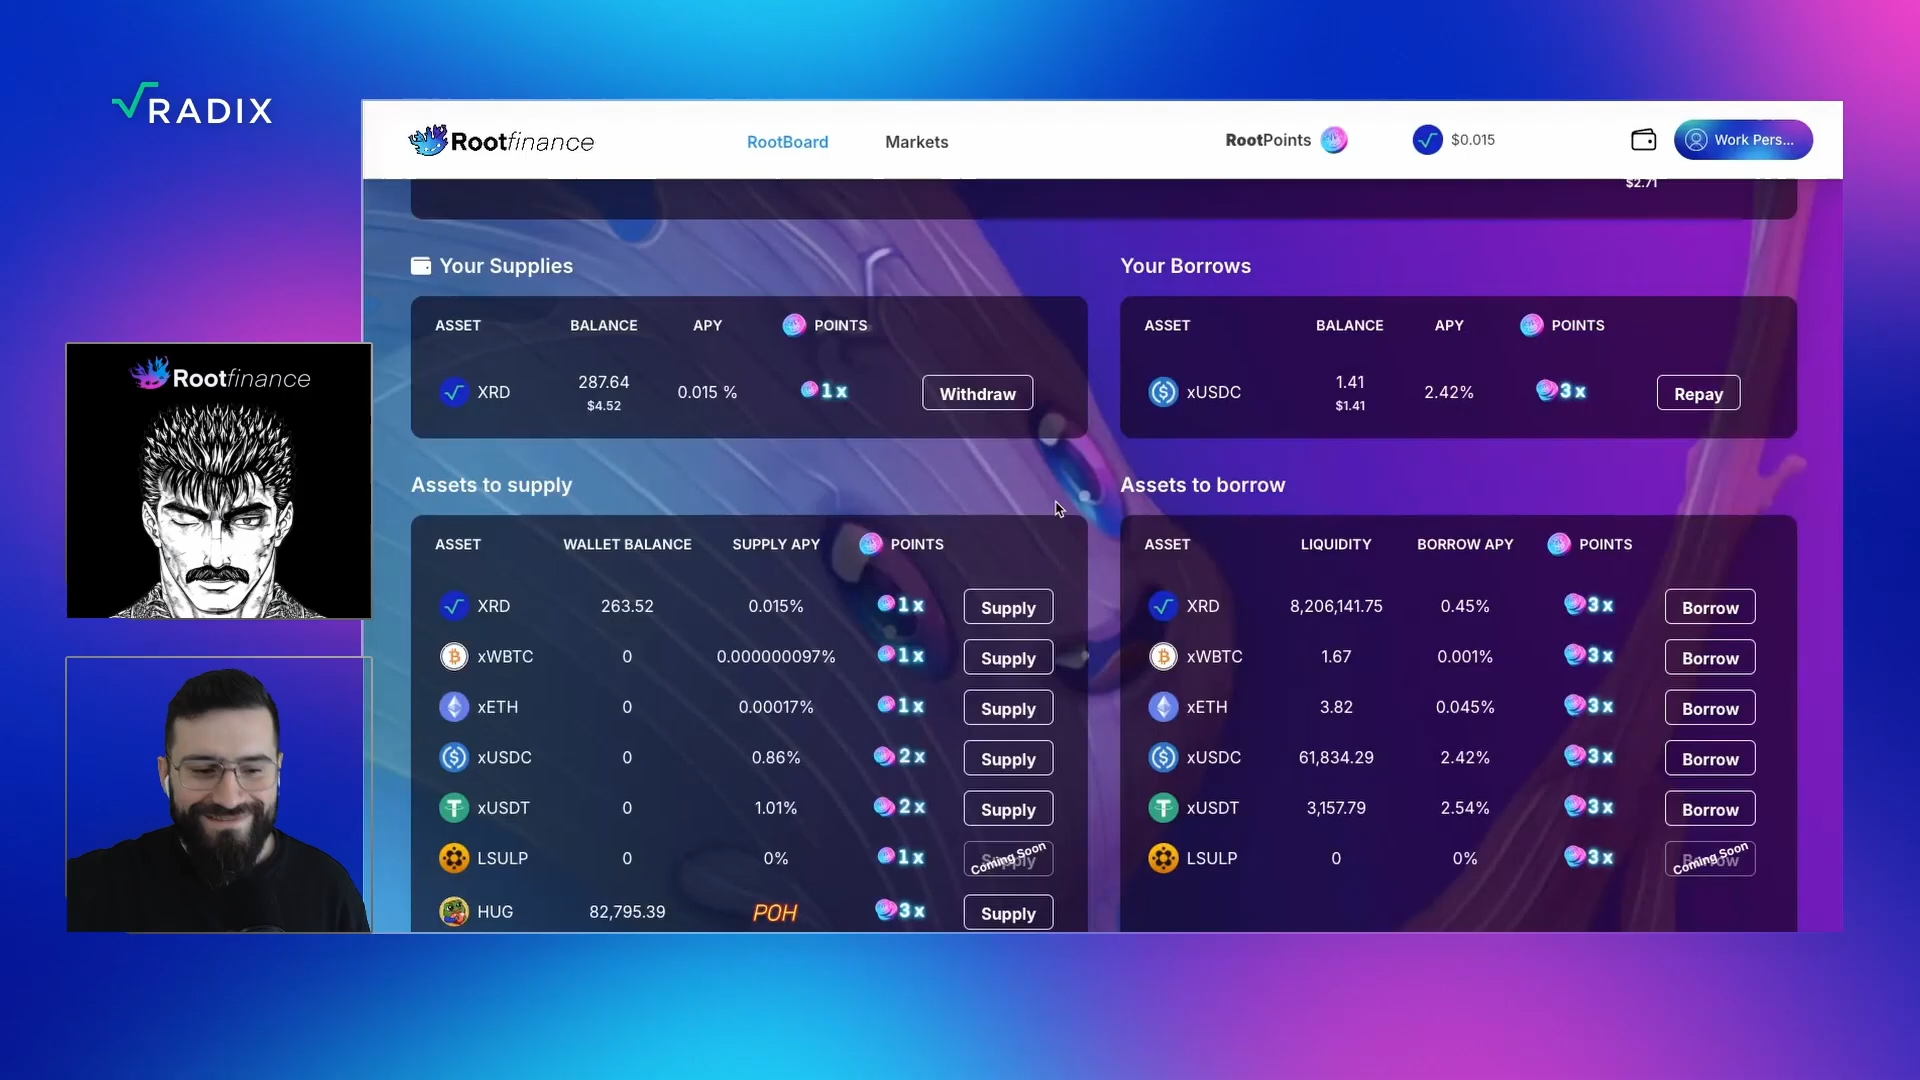 RADIX
Rootfinance
RootBoard
Markets
RootPoints
$0.015
Work Pers...
$2.71
Your Supplies
ASSET BALANCE APY POINTS
XRD 287.64 0.015 % 1x Withdraw
$4.52
Your Borrows
ASSET BALANCE APY POINTS
xUSDC 1.41 2.42% 3x Repay
$1.41
Assets to supply
ASSET WALLET BALANCE SUPPLY APY POINTS
XRD 263.52 0.015% 1x Supply
xWBTC 0 0.000000097% 1x Supply
xETH 0 0.00017% 1x Supply
xUSDC 0 0.86% 2x Supply
xUSDT 0 1.01% 2x Supply
LSULP 0 0% 1x Supply Coming Soon
HUG 82,795.39 POH 3x Supply
Assets to borrow
ASSET LIQUIDITY BORROW APY POINTS
XRD 8,206,141.75 0.45% 3x Borrow
xWBTC 1.67 0.001% 3x Borrow
xETH 3.82 0.045% 3x Borrow
xUSDC 61,834.29 2.42% 3x Borrow
xUSDT 3,157.79 2.54% 3x Borrow
LSULP 0 0% 3x Borrow Coming Soon
Rootfinance